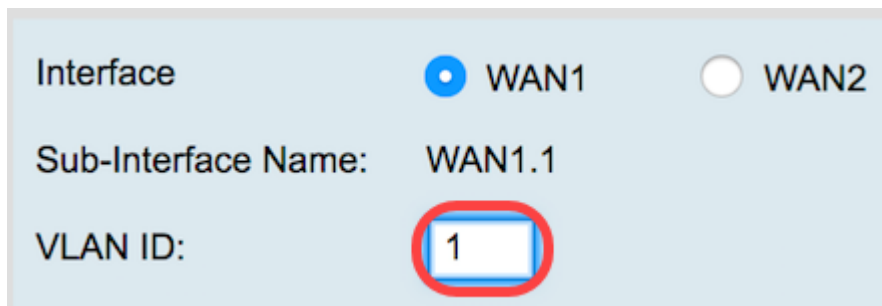 Interface WAN1 WAN2
Sub-Interface Name: WAN1.1
VLAN ID: 1